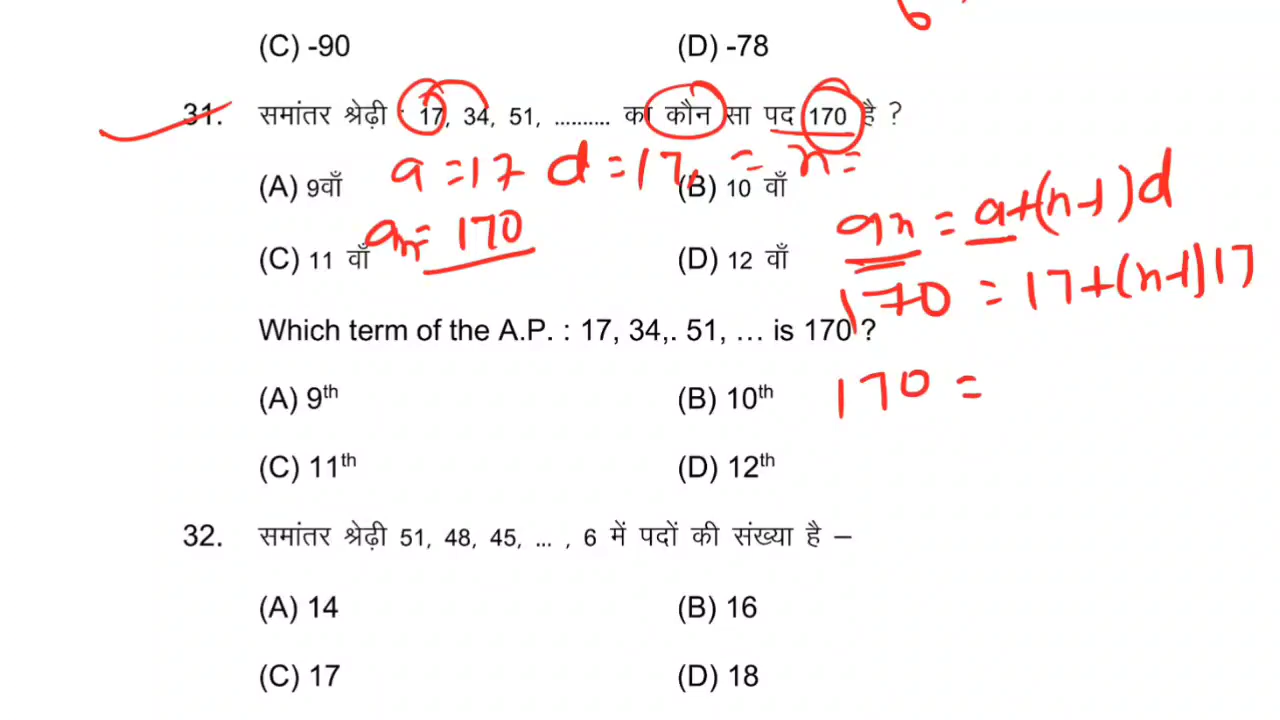 (C) -90 (D) -78
31. समांतर श्रेढ़ी : 17, 34, 51, .......... का कौन सा पद 170 है ?
a = 17 d = 17, = n =
(A) 9वाँ (B) 10 वाँ
an = a+(n-1)d
an = 170
(C) 11 वाँ (D) 12 वाँ
170 = 17+(n-1)17
Which term of the A.P. : 17, 34,. 51, … is 170 ?
170 =
(A) 9th (B) 10th
(C) 11th (D) 12th
32. समांतर श्रेढ़ी 51, 48, 45, ... , 6 में पदों की संख्या है –
(A) 14 (B) 16
(C) 17 (D) 18